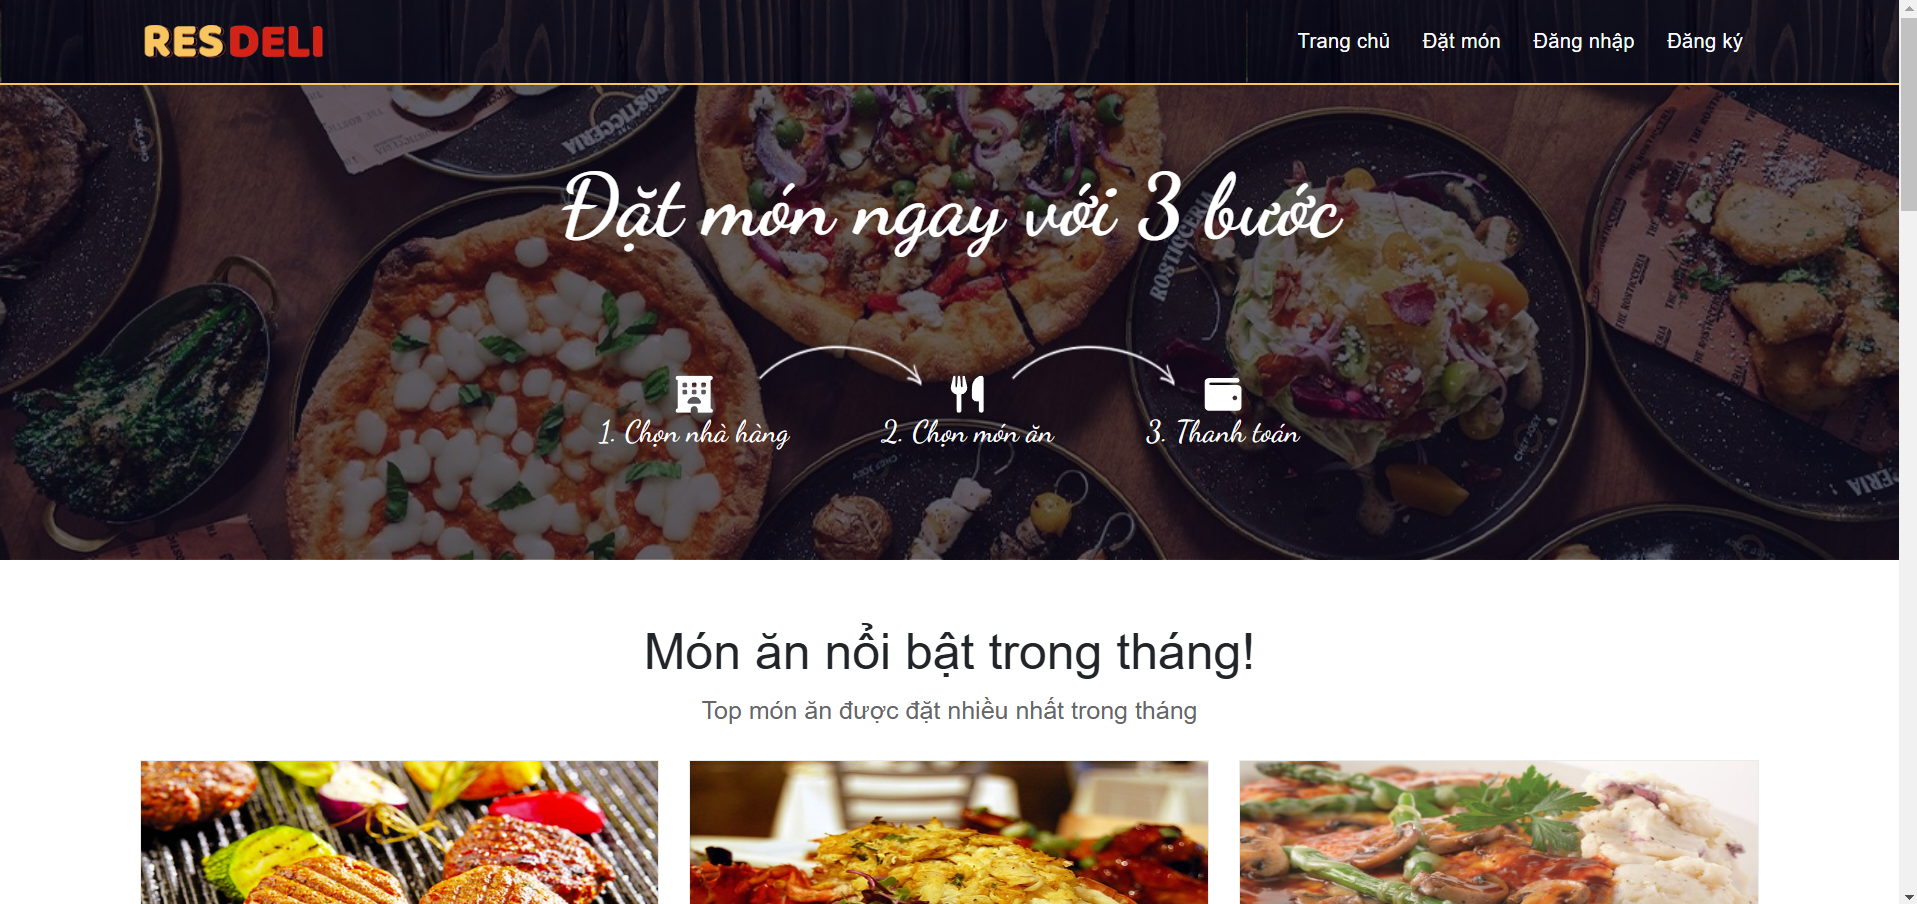 RESDELI
Trang chủ Đặt món Đăng nhập Đăng ký
Đặt món ngay với 3 bước
1. Chọn nhà hàng
2. Chọn món ăn
3. Thanh toán
ROSTICCERIA
Món ăn nổi bật trong tháng!
Top món ăn được đặt nhiều nhất trong tháng